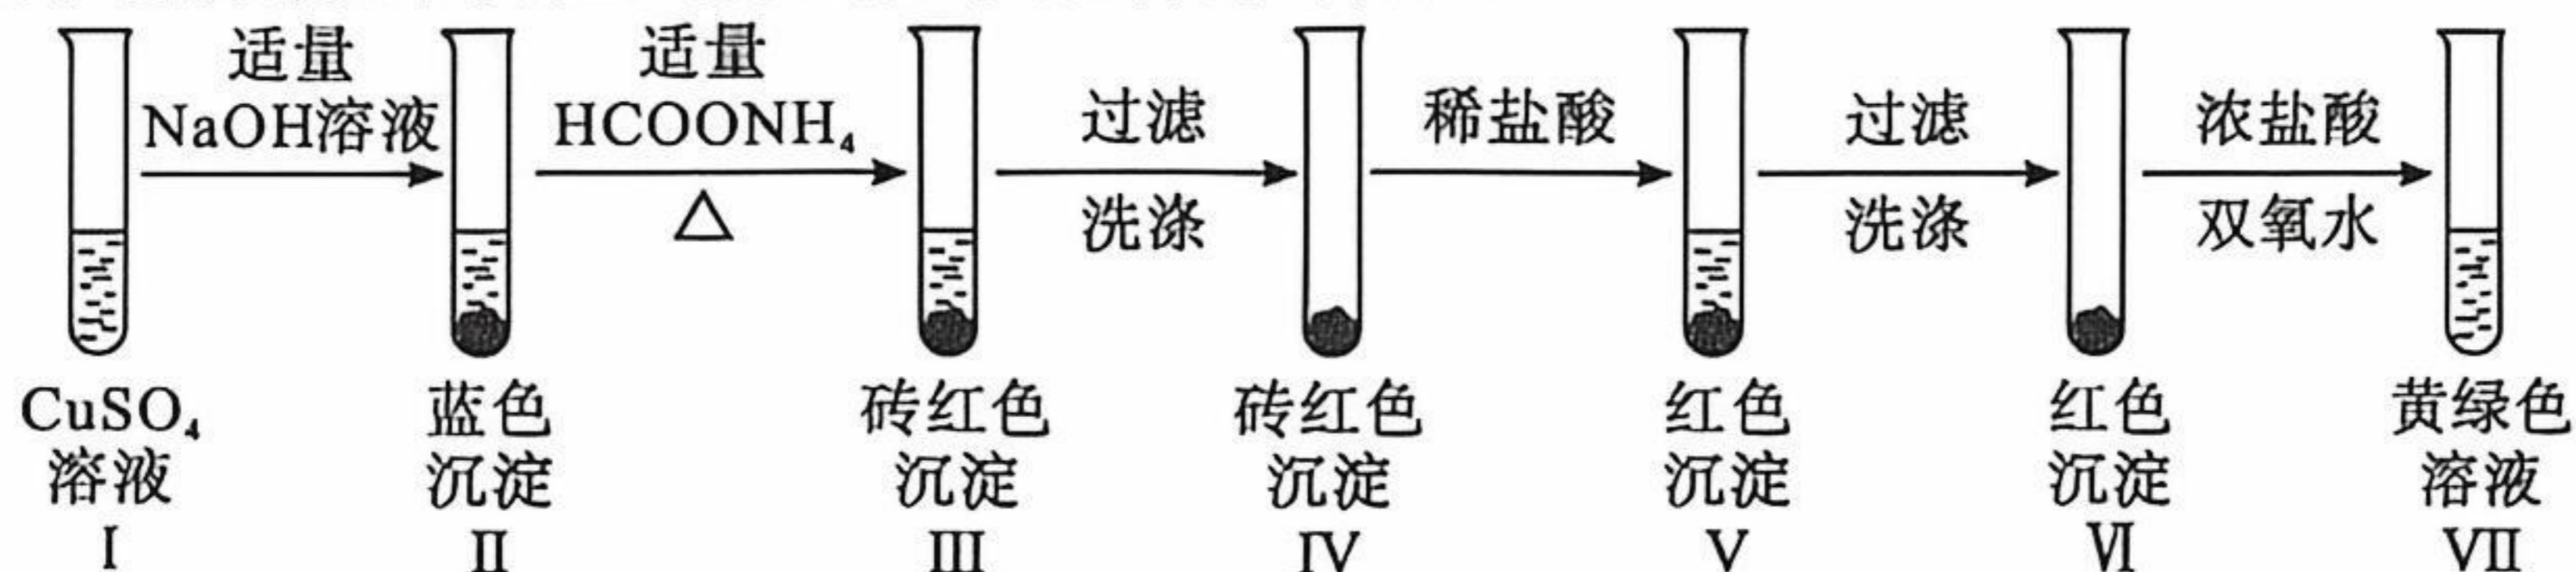 适量
NaOH溶液
适量
HCOONH₄
△
过滤
洗涤
稀盐酸
过滤
洗涤
浓盐酸
双氧水
CuSO₄
溶液
Ⅰ
蓝色
沉淀
Ⅱ
砖红色
沉淀
Ⅲ
砖红色
沉淀
Ⅳ
红色
沉淀
Ⅴ
红色
沉淀
Ⅵ
黄绿色
溶液
Ⅶ